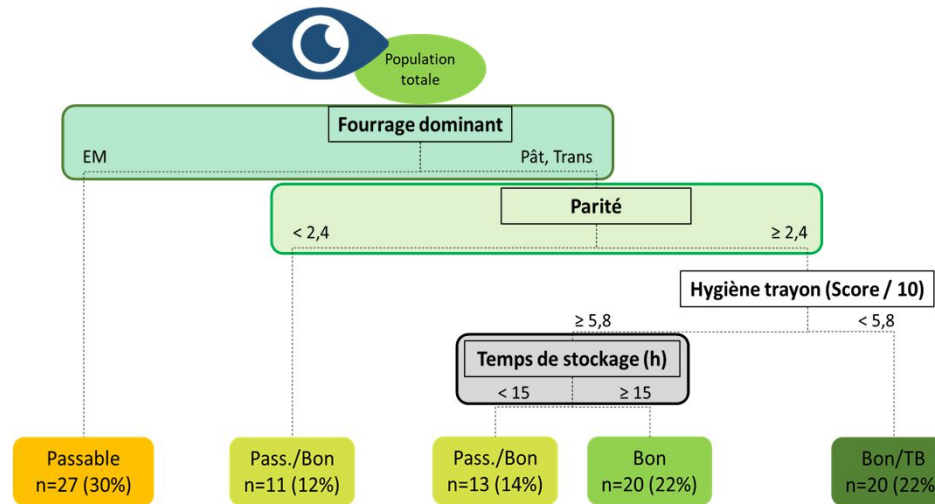 Population
totale
Fourrage dominant
EM
Pât, Trans
Parité
< 2,4
≥ 2,4
Hygiène trayon (Score / 10)
≥ 5,8
< 5,8
Temps de stockage (h)
< 15
≥ 15
Passable
n=27 (30%)
Pass./Bon
n=11 (12%)
Pass./Bon
n=13 (14%)
Bon
n=20 (22%)
Bon/TB
n=20 (22%)